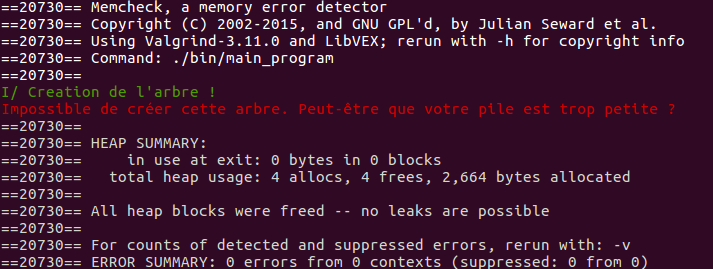 ==20730== Memcheck, a memory error detector
==20730== Copyright (C) 2002-2015, and GNU GPL'd, by Julian Seward et al.
==20730== Using Valgrind-3.11.0 and LibVEX; rerun with -h for copyright info
==20730== Command: ./bin/main_program
==20730==
I/ Creation de l'arbre !
Impossible de créer cette arbre. Peut-être que votre pile est trop petite ?
==20730==
==20730== HEAP SUMMARY:
==20730==     in use at exit: 0 bytes in 0 blocks
==20730==   total heap usage: 4 allocs, 4 frees, 2,664 bytes allocated
==20730==
==20730== All heap blocks were freed -- no leaks are possible
==20730==
==20730== For counts of detected and suppressed errors, rerun with: -v
==20730== ERROR SUMMARY: 0 errors from 0 contexts (suppressed: 0 from 0)